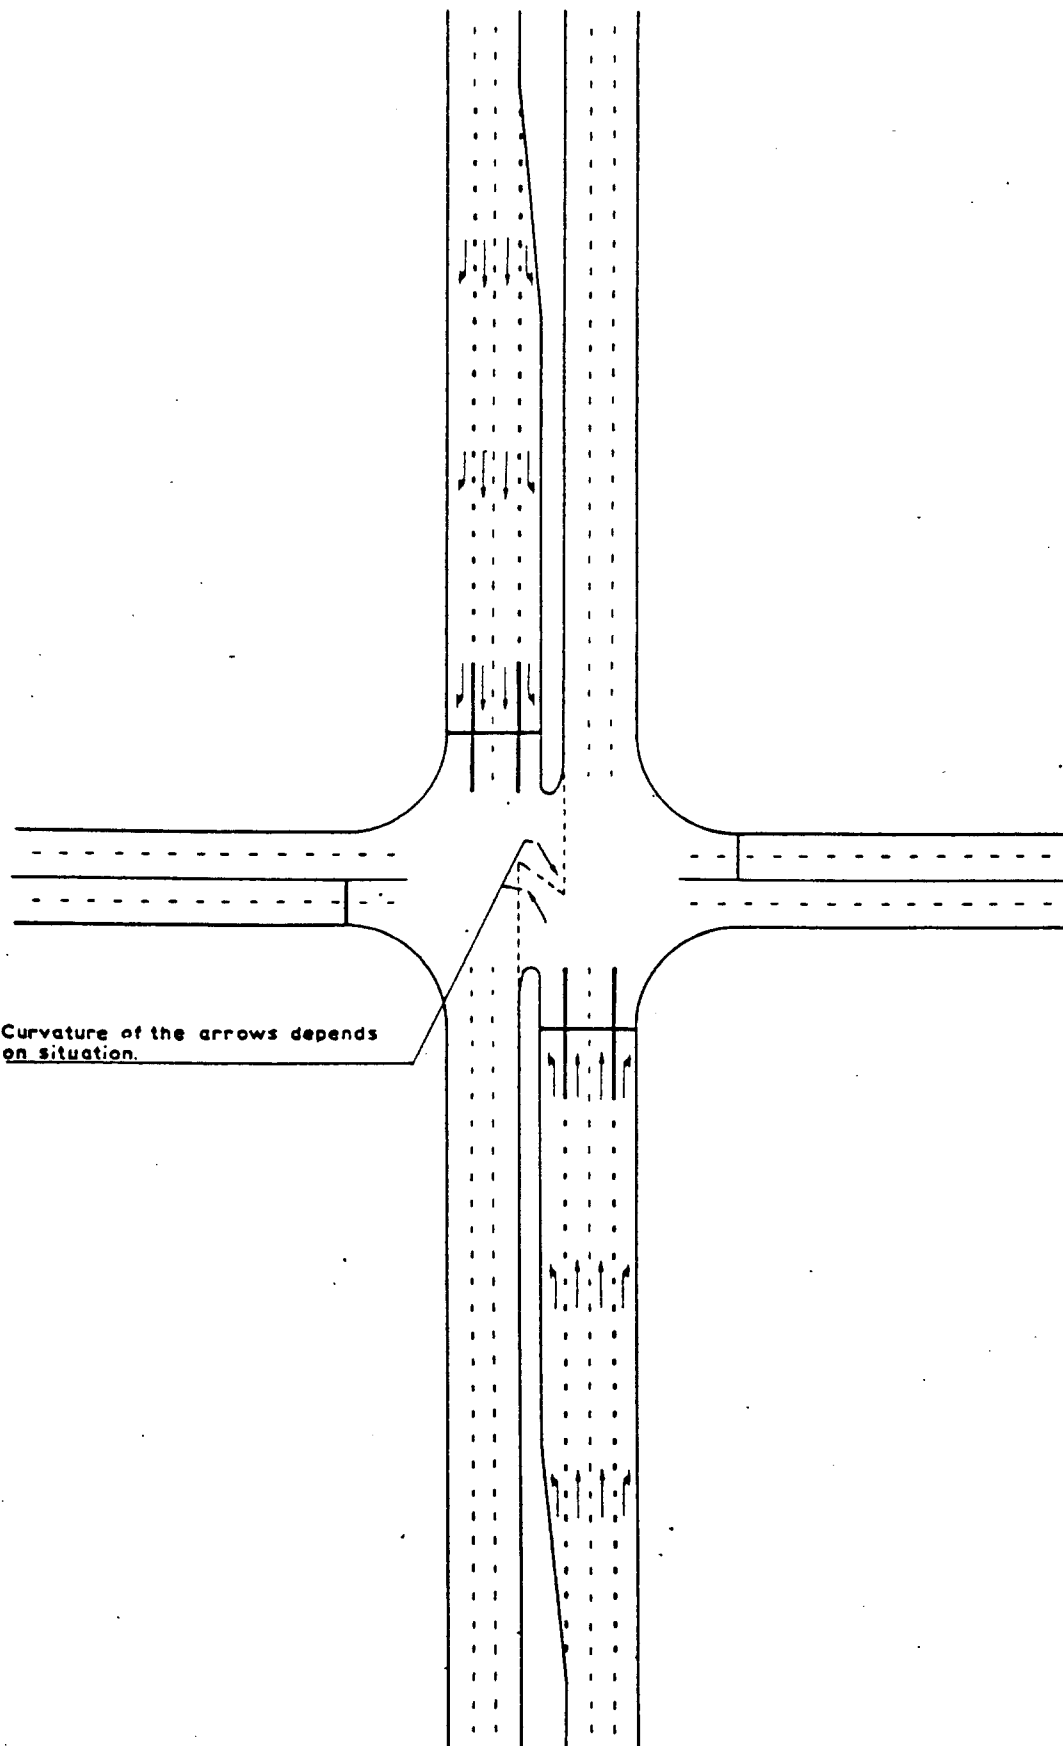 Curvature of the arrows depends
on situation.